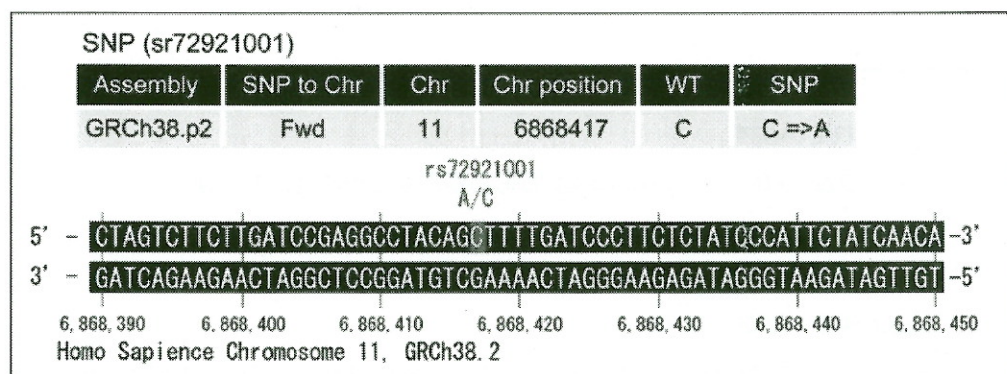 SNP (sr72921001)
Assembly SNP to Chr Chr Chr position WT SNP
GRCh38.p2 Fwd 11 6868417 C C =>A
rs72921001
A/C
5' - CTAGTCTTCTTGATCCGAGGCCTACAGCTTTTGATCCCTTCTCTATCCCATTCTATCAACA -3'
3' - GATCAGAAGAACTAGGCTCCGGATGTCGAAAACTAGGGAAGAGATAGGGTAAGATAGTTGT -5'
6,868,390 6,868,400 6,868,410 6,868,420 6,868,430 6,868,440 6,868,450
Homo Sapience Chromosome 11, GRCh38.2